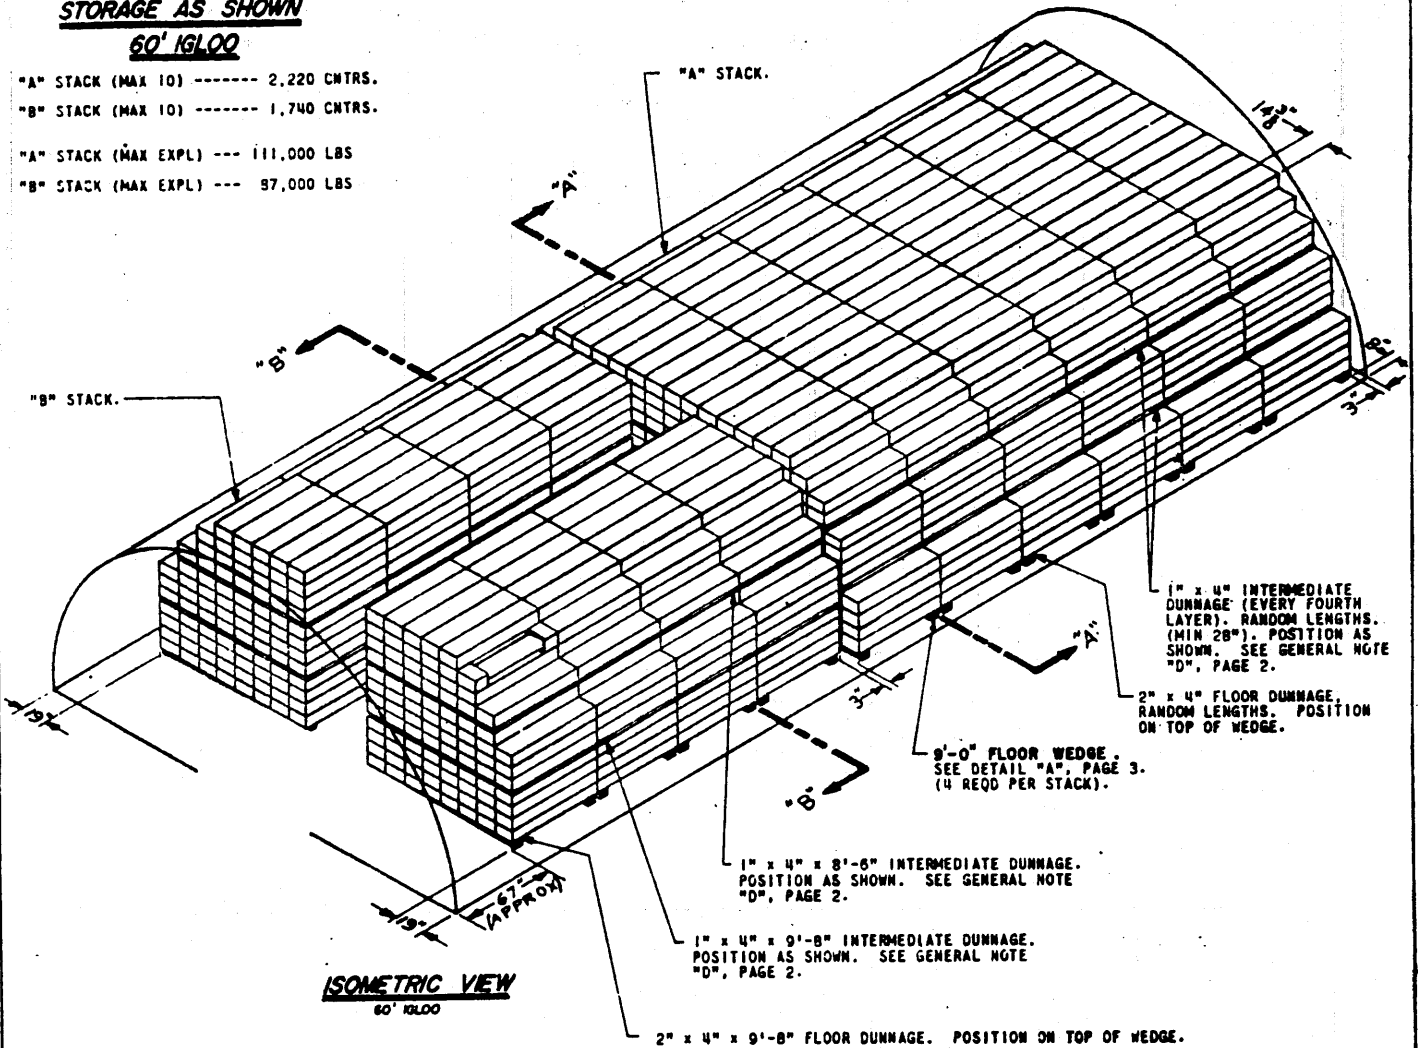 STORAGE AS SHOWN
60' IGLOO
"A" STACK (MAX 10) ------- 2,220 CNTRS.
"B" STACK (MAX 10) ------- 1,740 CNTRS.
"A" STACK (MAX EXPL) --- 111,000 LBS
"B" STACK (MAX EXPL) --- 87,000 LBS
"A" STACK.
14 3/8"
"A"
"B"
"B" STACK.
8"
3"
1" x 4" INTERMEDIATE
DUNNAGE (EVERY FOURTH
LAYER). RANDOM LENGTHS.
(MIN 28"). POSITION AS
SHOWN. SEE GENERAL NOTE
"D", PAGE 2.
"A"
2" x 4" FLOOR DUNNAGE,
RANDOM LENGTHS. POSITION
ON TOP OF WEDGE.
3"
19"
9'-0" FLOOR WEDGE.
SEE DETAIL "A", PAGE 3.
(4 REQD PER STACK).
"B"
1" x 4" x 8'-6" INTERMEDIATE DUNNAGE.
POSITION AS SHOWN. SEE GENERAL NOTE
"D", PAGE 2.
67"
(APPROX)
19"
1" x 4" x 9'-8" INTERMEDIATE DUNNAGE.
POSITION AS SHOWN. SEE GENERAL NOTE
"D", PAGE 2.
ISOMETRIC VIEW
60' IGLOO
2" x 4" x 9'-8" FLOOR DUNNAGE. POSITION ON TOP OF WEDGE.